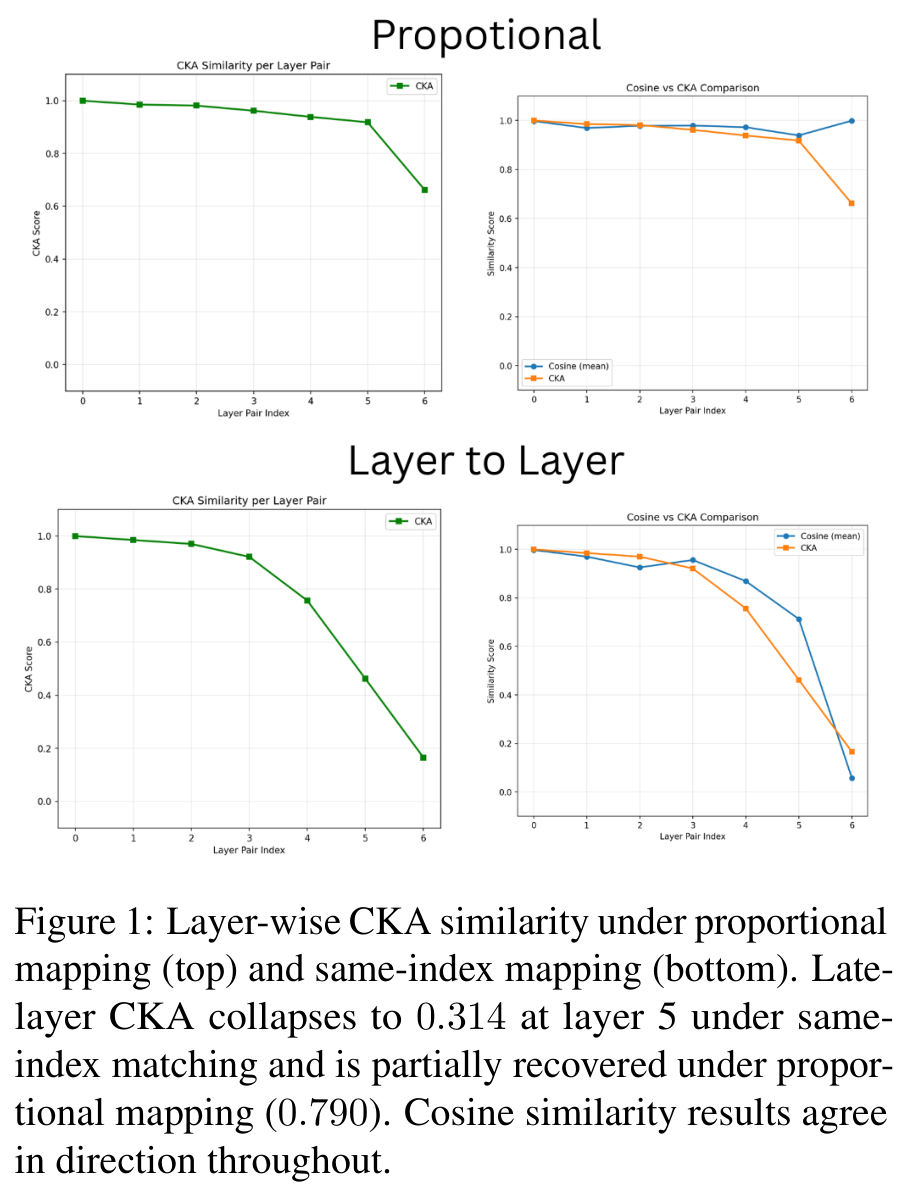 Propotional
CKA Similarity per Layer Pair
CKA
1.0
0.8
0.6
0.4
0.2
0.0
CKA Score
0 1 2 3 4 5 6
Layer Pair Index
Cosine vs CKA Comparison
1.0
0.8
0.6
0.4
0.2
0.0
Similarity Score
Cosine (mean)
CKA
0 1 2 3 4 5 6
Layer Pair Index
Layer to Layer
CKA Similarity per Layer Pair
CKA
1.0
0.8
0.6
0.4
0.2
0.0
CKA Score
0 1 2 3 4 5 6
Layer Pair Index
Cosine vs CKA Comparison
Cosine (mean)
CKA
1.0
0.8
0.6
0.4
0.2
0.0
Similarity Score
0 1 2 3 4 5 6
Layer Pair Index
Figure 1: Layer-wise CKA similarity under proportional
mapping (top) and same-index mapping (bottom). Late-
layer CKA collapses to 0.314 at layer 5 under same-
index matching and is partially recovered under propor-
tional mapping (0.790). Cosine similarity results agree
in direction throughout.